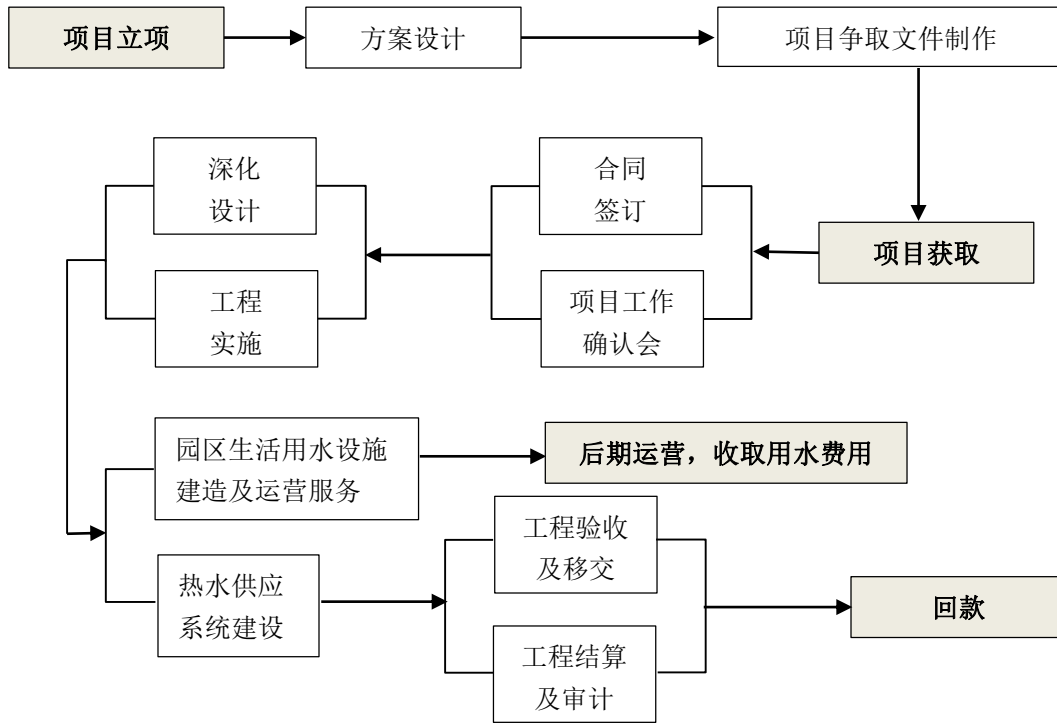 项目立项
方案设计
项目争取文件制作
深化
设计
合同
签订
项目获取
工程
实施
项目工作
确认会
园区生活用水设施
建造及运营服务
后期运营，收取用水费用
工程验收
及移交
热水供应
系统建设
回款
工程结算
及审计